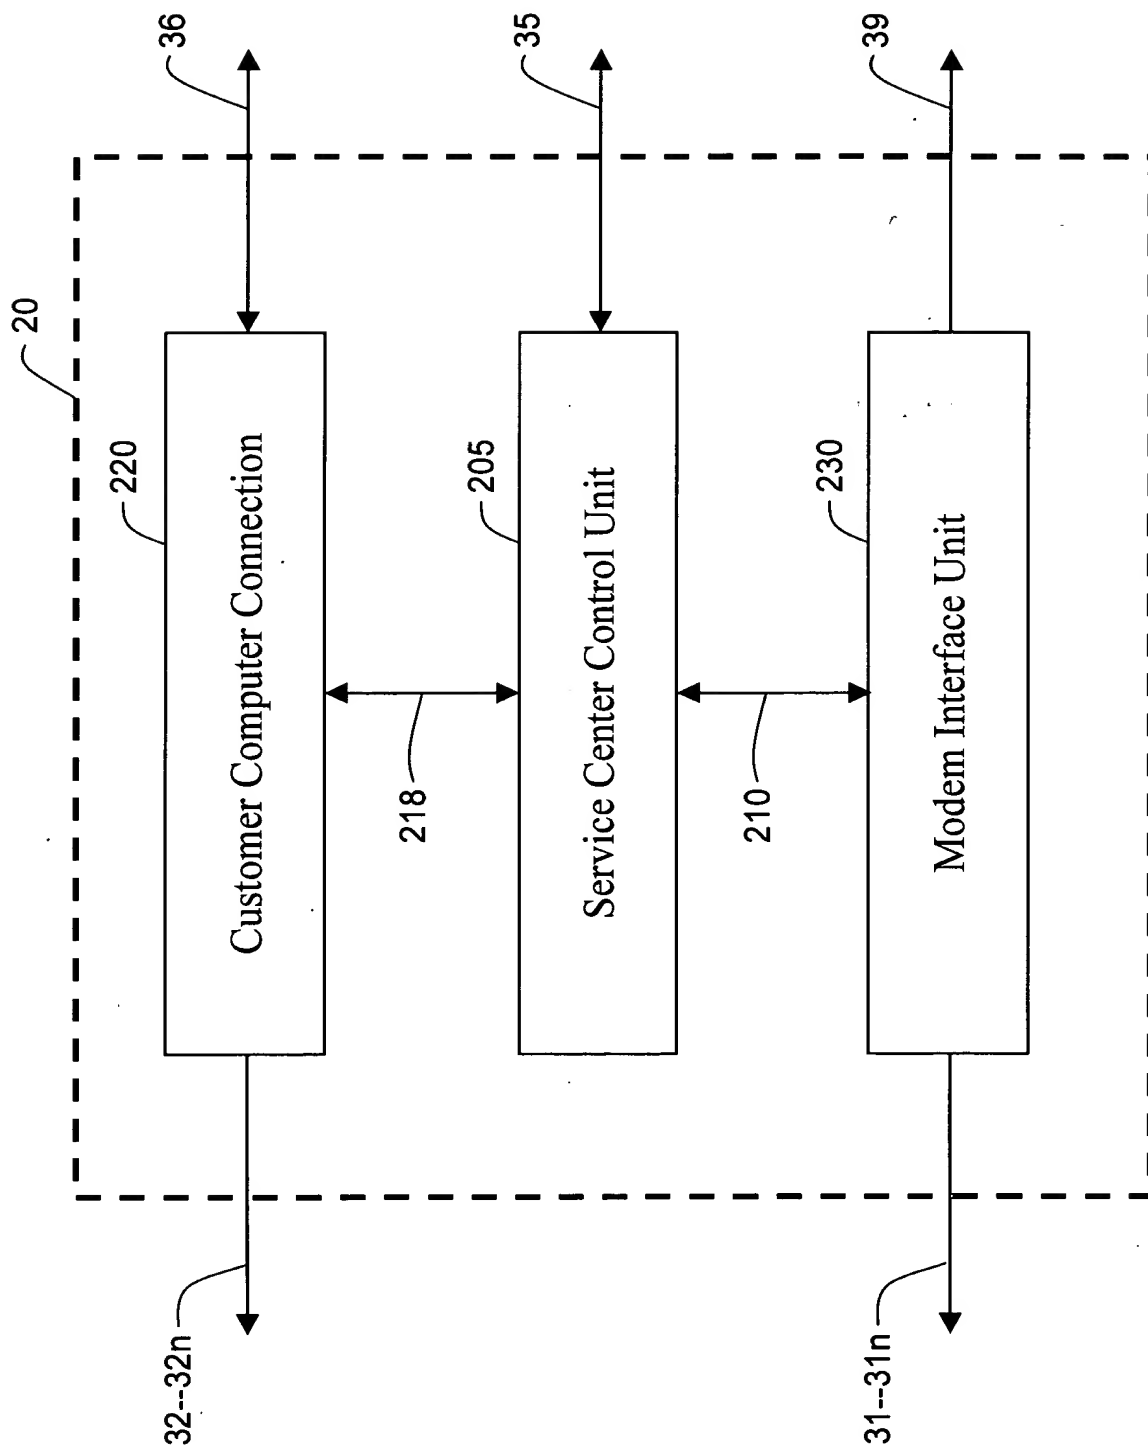 20
36
220
Customer Computer Connection
32--32n
218
35
205
Service Center Control Unit
210
39
230
Modem Interface Unit
31--31n